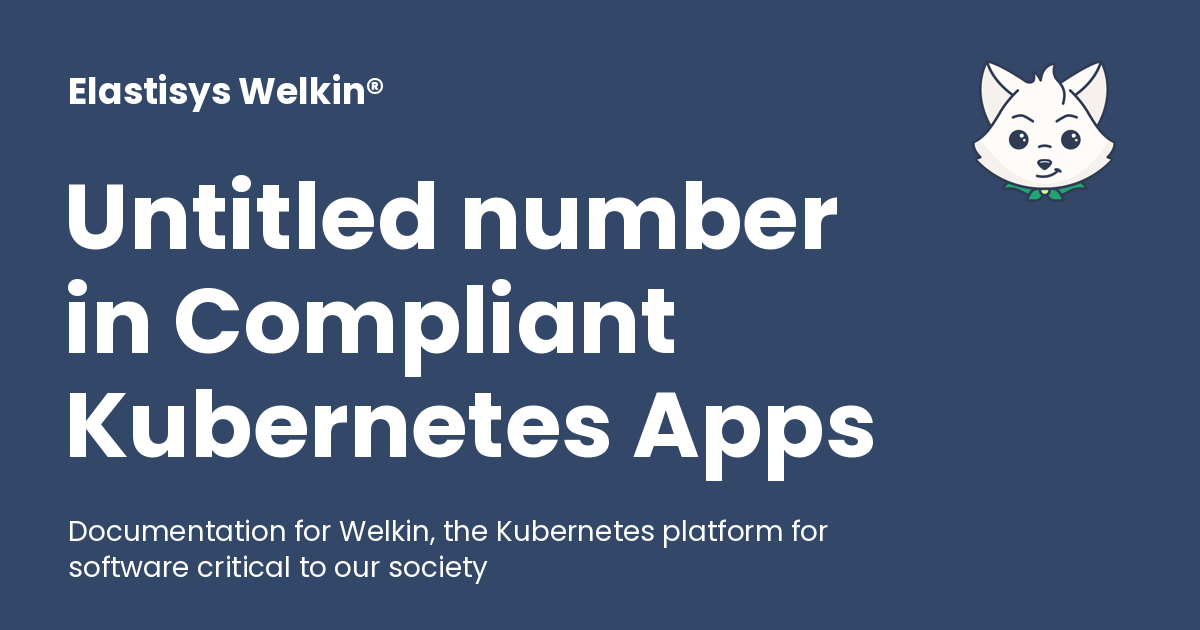 Elastisys Welkin®
Untitled number
in Compliant
Kubernetes Apps
Documentation for Welkin, the Kubernetes platform for
software critical to our society